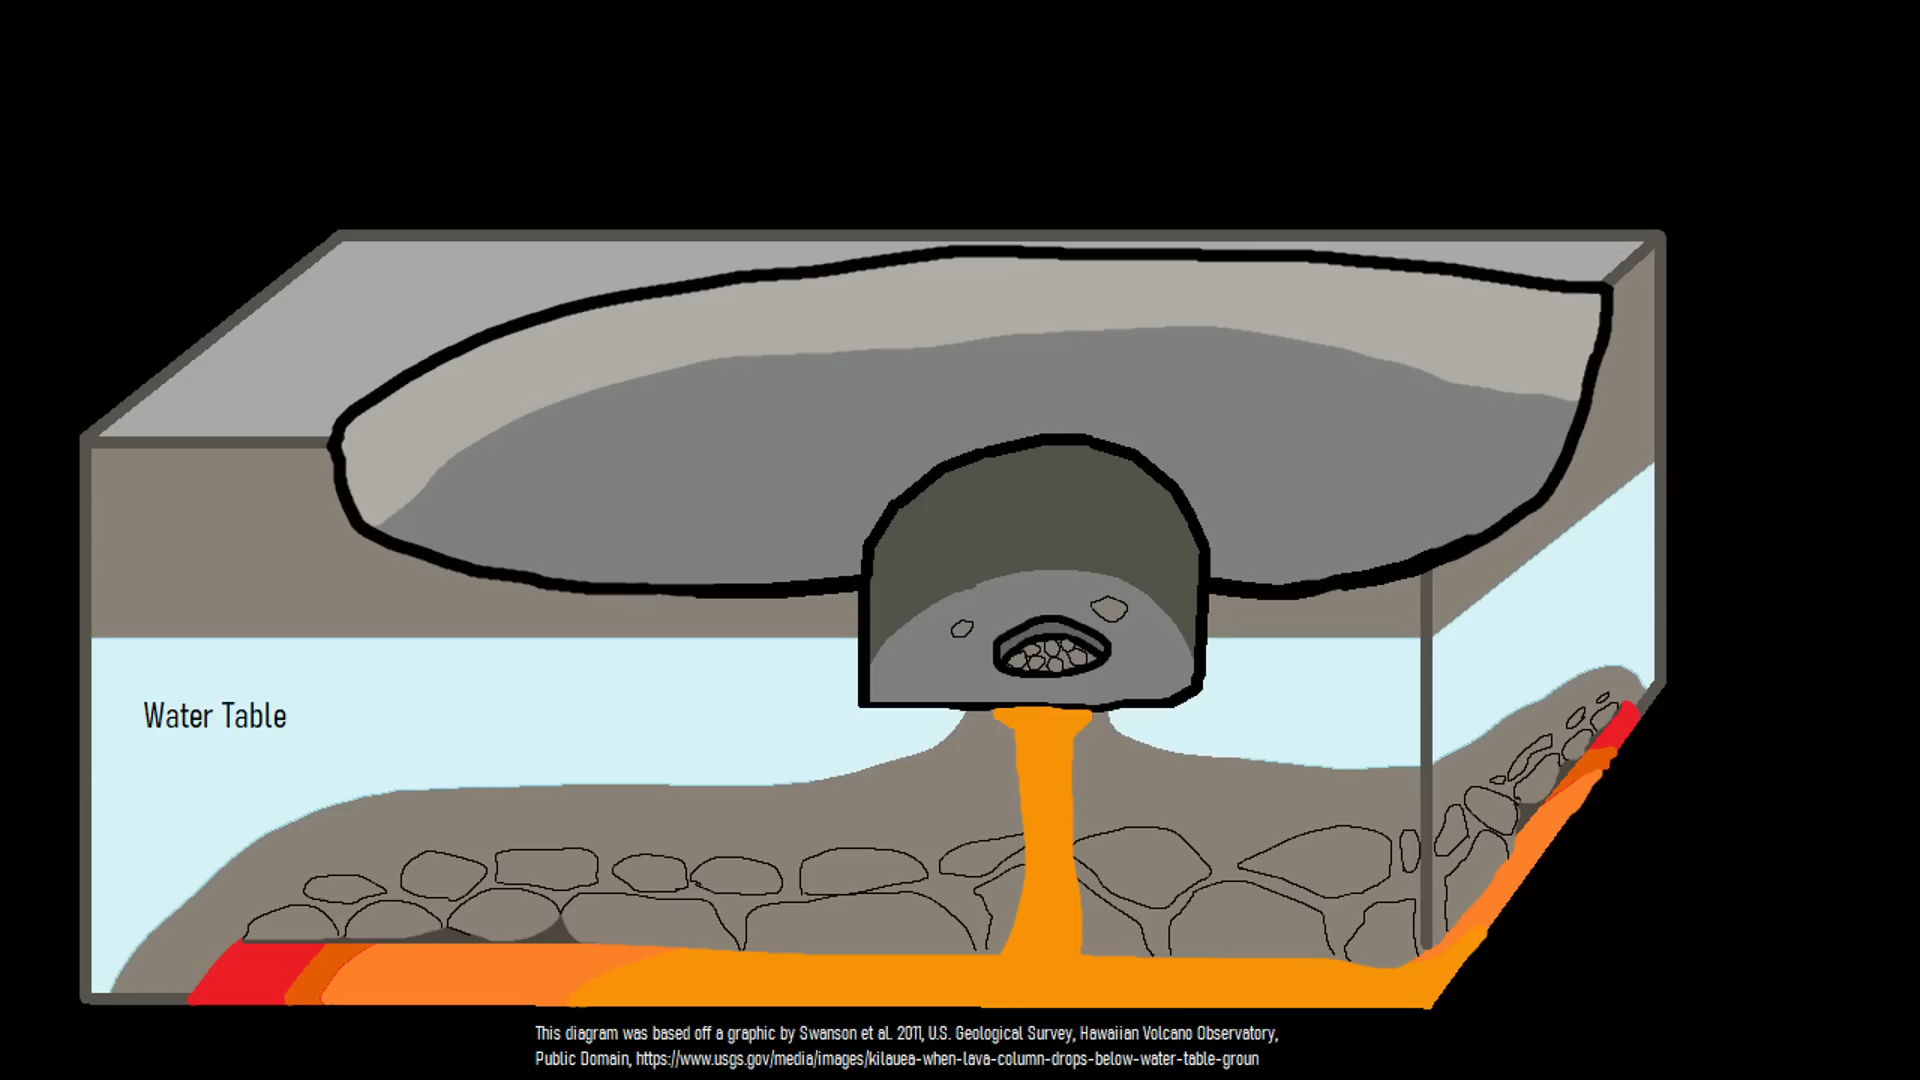 Water Table
This diagram was based off a graphic by Swanson et al. 2011, U.S. Geological Survey, Hawaiian Volcano Observatory,
Public Domain, https://www.usgs.gov/media/images/kilauea-when-lava-column-drops-below-water-table-groun